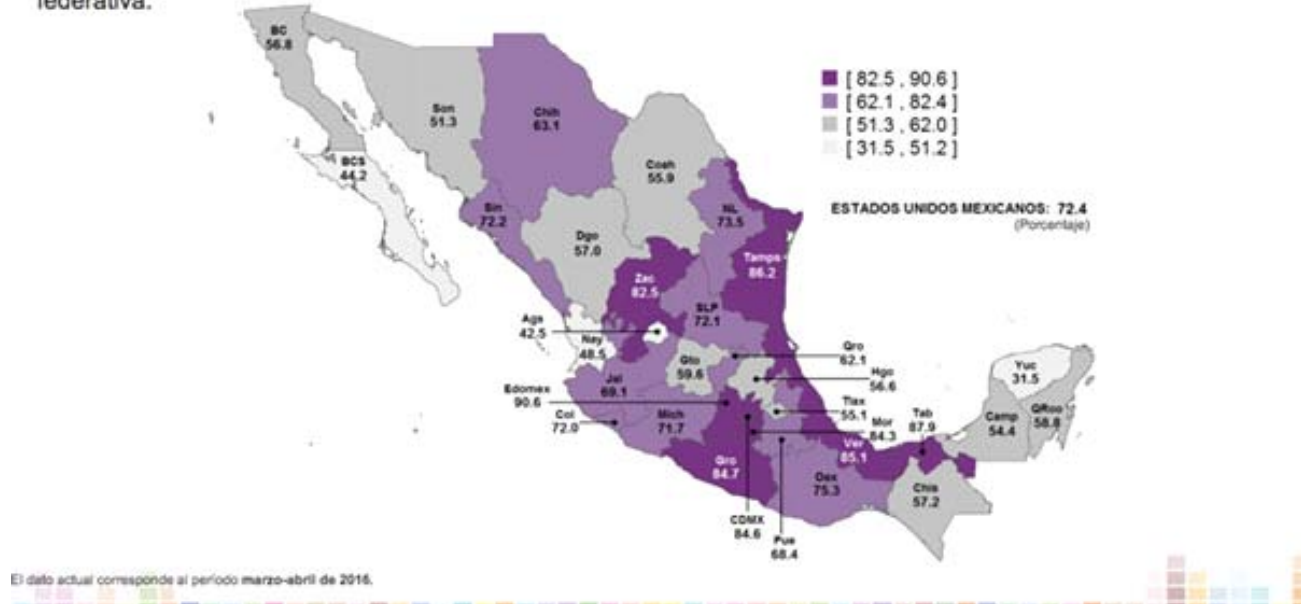 federativa.
BC
56.8
Son
51.3
Chih
63.1
[ 82.5 , 90.6 ]
[ 62.1 , 82.4 ]
[ 51.3 , 62.0 ]
[ 31.5 , 51.2 ]
BCS
44.2
Coah
55.9
ESTADOS UNIDOS MEXICANOS: 72.4
(Porcentaje)
Sin
72.2
NL
73.5
Dgo
57.0
Tamps
86.2
Zac
82.5
SLP
72.1
Ags
42.5
Nay
48.5
Qro
62.1
Gto
59.6
Hgo
56.6
Yuc
31.5
Jal
69.1
Edomex
90.6
Tlax
55.1
Col
72.0
Mich
71.7
Mor
84.3
Tab
87.9
Camp
54.4
QRoo
58.8
Ver
85.1
Gro
84.7
Oax
75.3
Chis
57.2
CDMX
84.6
Pue
68.4
El dato actual corresponde al periodo marzo-abril de 2016.